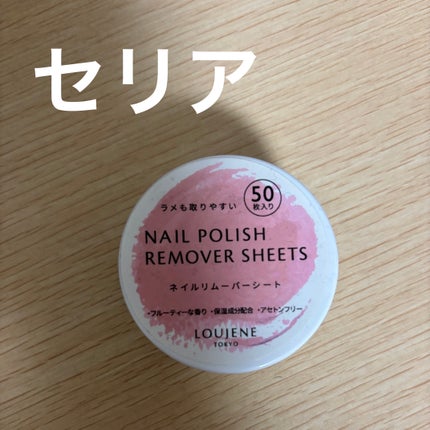 セリア
ラメも取りやすい
50
枚入り
NAIL POLISH
REMOVER SHEETS
ネイルリムーバーシート
・フルーティーな香り ・保湿成分配合 ・アセトンフリー
LOUJENE
TOKYO